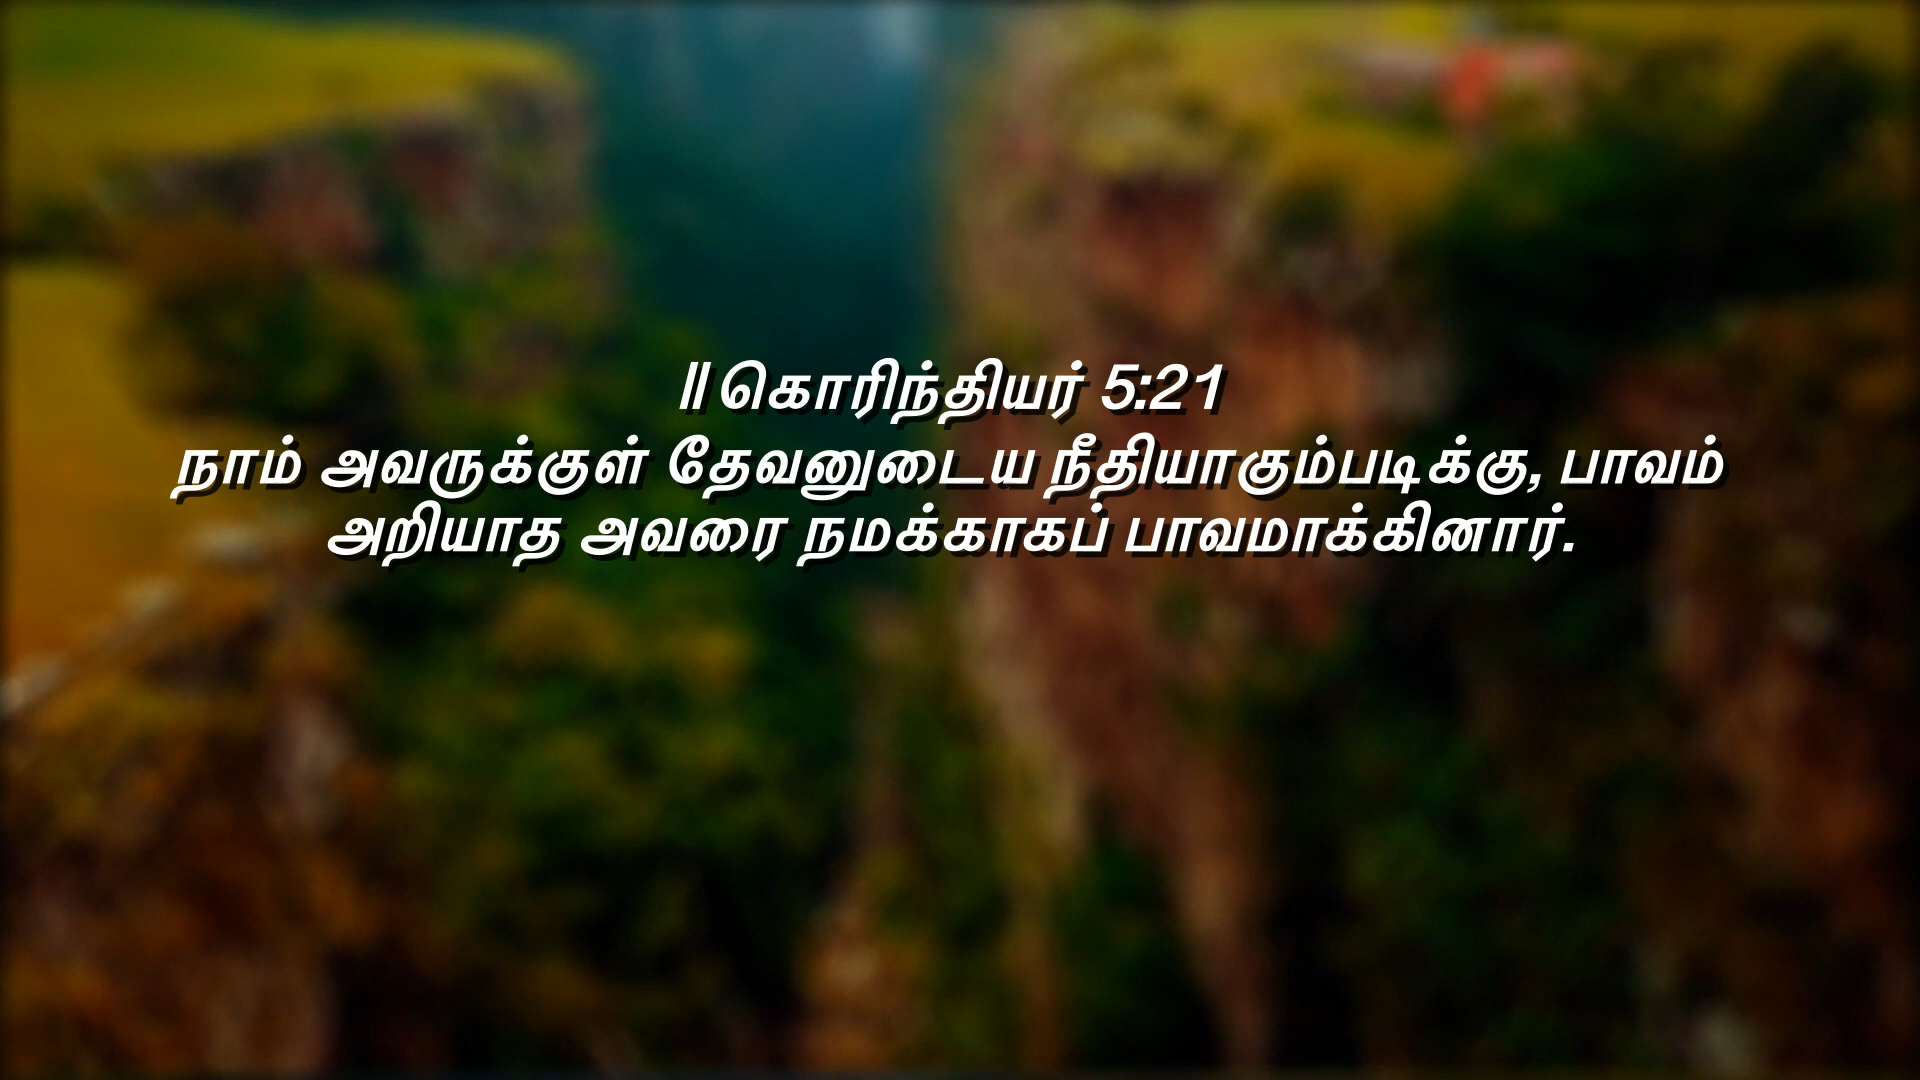 II கொரிந்தியர் 5:21
நாம் அவருக்குள் தேவனுடைய நீதியாகும்படிக்கு, பாவம்
அறியாத அவரை நமக்காகப் பாவமாக்கினார்.